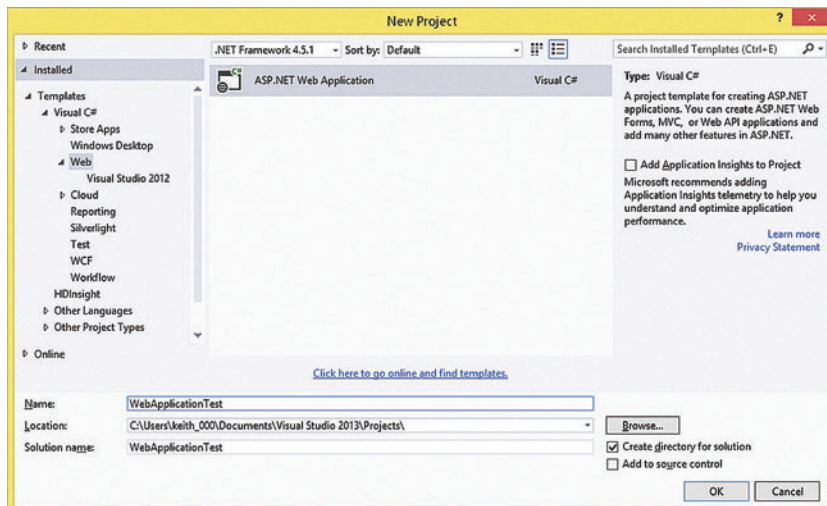 New Project
? ×
Recent
Installed
Templates
Visual C#
Store Apps
Windows Desktop
Web
Visual Studio 2012
Cloud
Reporting
Silverlight
Test
WCF
Workflow
HDInsight
Other Languages
Other Project Types
Online
.NET Framework 4.5.1 Sort by: Default
ASP.NET Web Application Visual C#
Click here to go online and find templates.
Search Installed Templates (Ctrl+E)
Type: Visual C#
A project template for creating ASP.NET
applications. You can create ASP.NET Web
Forms, MVC, or Web API applications and
add many other features in ASP.NET.
Add Application Insights to Project
Microsoft recommends adding
Application Insights telemetry to help you
understand and optimize application
performance.
Learn more
Privacy Statement
Name: WebApplicationTest
Location: C:\Users\keith_000\Documents\Visual Studio 2013\Projects\ Browse...
Solution name: WebApplicationTest
Create directory for solution
Add to source control
OK Cancel